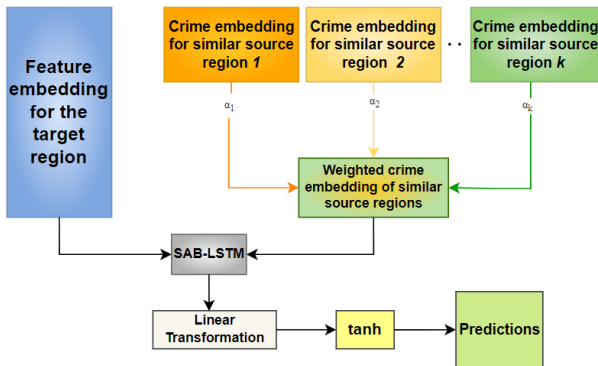 Feature
embedding
for the
target
region
Crime embedding
for similar source
region 1
Crime embedding
for similar source
region 2
. .
Crime embedding
for similar source
region k
α1
α2
αk
Weighted crime
embedding of similar
source regions
SAB-LSTM
Linear
Transformation
tanh
Predictions